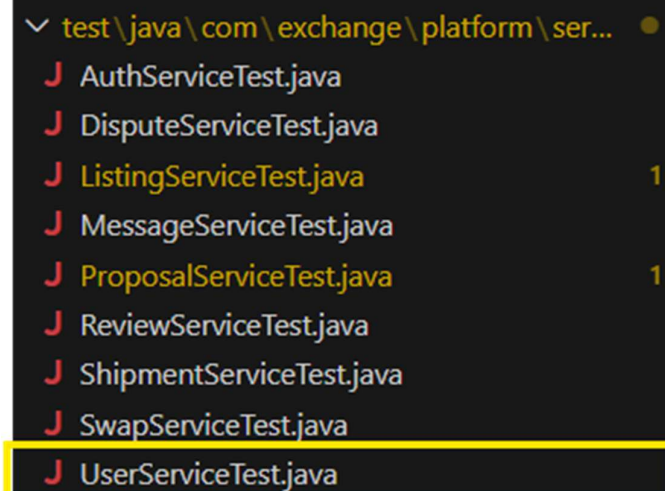 test\java\com\exchange\platform\ser...
J AuthServiceTest.java
J DisputeServiceTest.java
J ListingServiceTest.java 1
J MessageServiceTest.java
J ProposalServiceTest.java 1
J ReviewServiceTest.java
J ShipmentServiceTest.java
J SwapServiceTest.java
J UserServiceTest.java